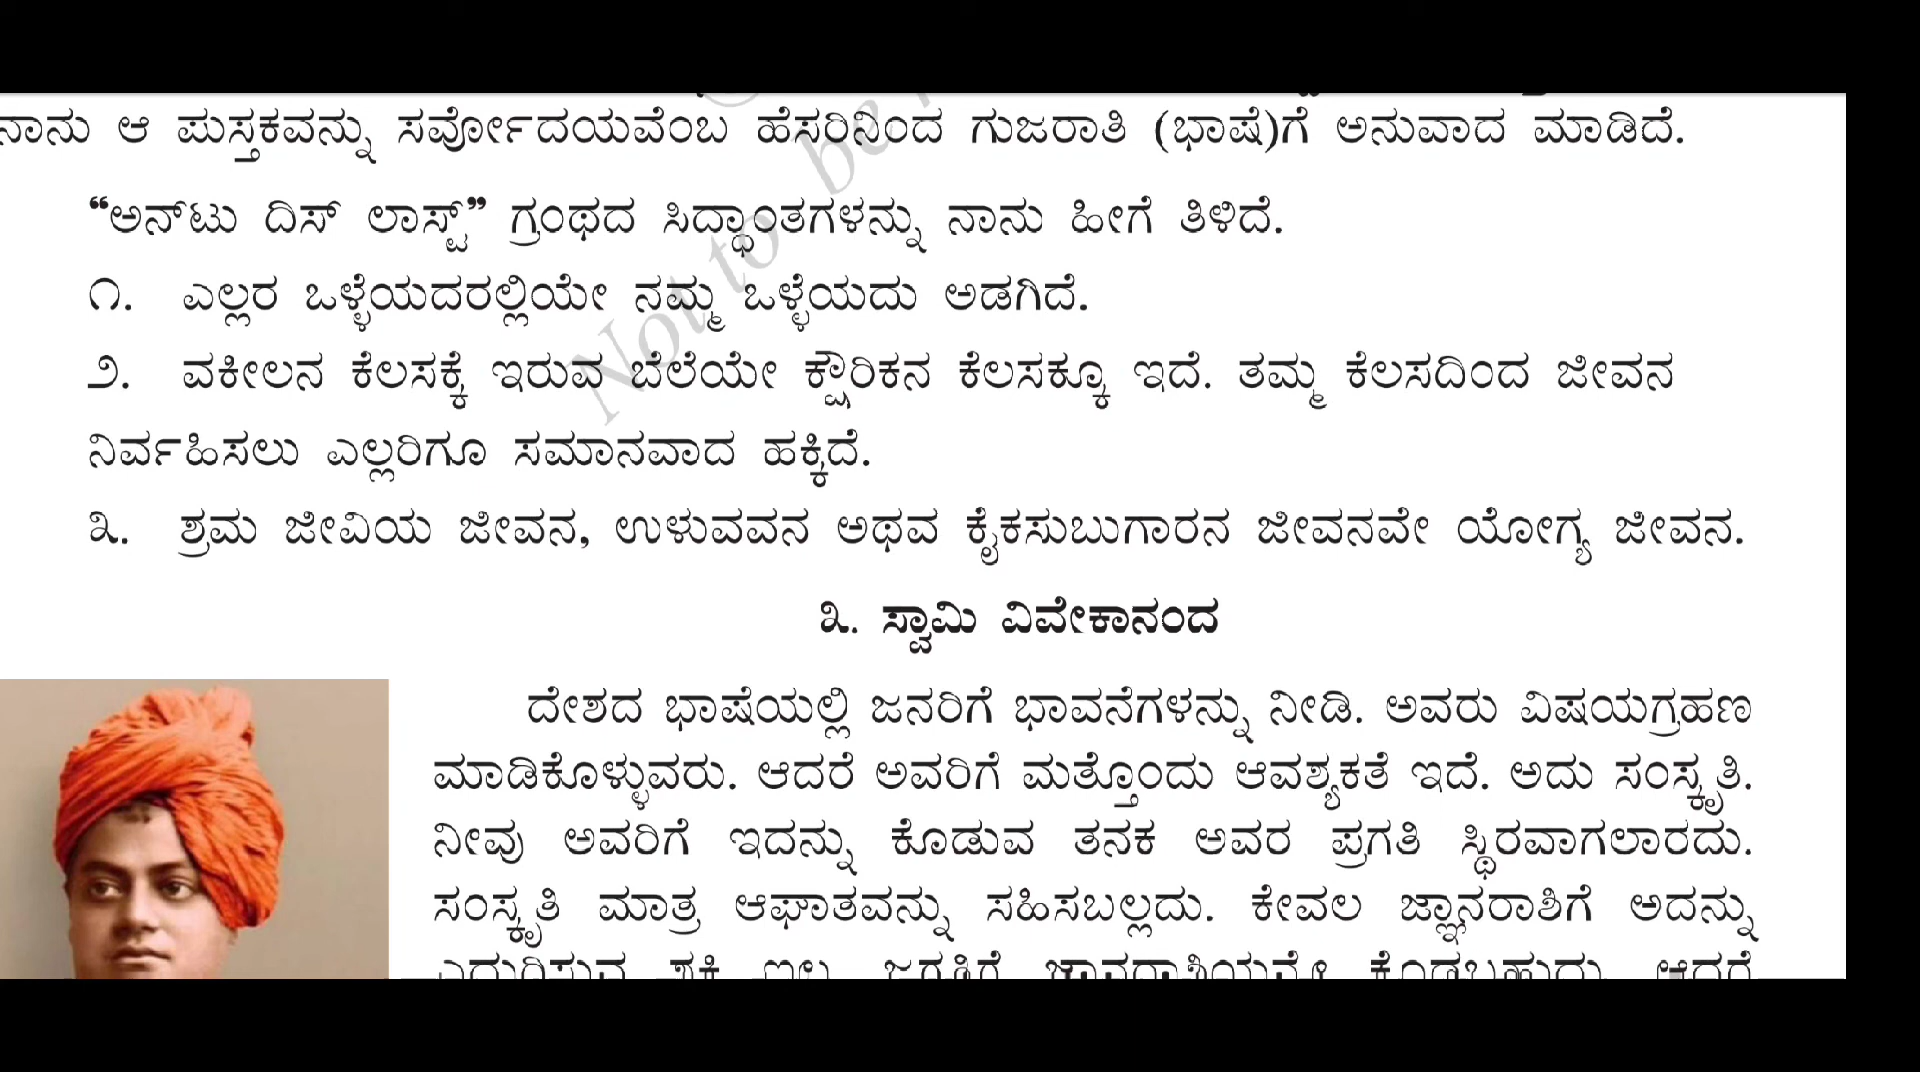 ನಾನು ಆ ಪುಸ್ತಕವನ್ನು ಸರ್ವೋದಯವೆಂಬ ಹೆಸರಿನಿಂದ ಗುಜರಾತಿ (ಭಾಷೆ)ಗೆ ಅನುವಾದ ಮಾಡಿದೆ.
“ಅನ್‌ಟು ದಿಸ್ ಲಾಸ್ಟ್” ಗ್ರಂಥದ ಸಿದ್ಧಾಂತಗಳನ್ನು ನಾನು ಹೀಗೆ ತಿಳಿದೆ.
೧. ಎಲ್ಲರ ಒಳ್ಳೆಯದರಲ್ಲಿಯೇ ನಮ್ಮ ಒಳ್ಳೆಯದು ಅಡಗಿದೆ.
೨. ವಕೀಲನ ಕೆಲಸಕ್ಕೆ ಇರುವ ಬೆಲೆಯೇ ಕ್ಷೌರಿಕನ ಕೆಲಸಕ್ಕೂ ಇದೆ. ತಮ್ಮ ಕೆಲಸದಿಂದ ಜೀವನ
ನಿರ್ವಹಿಸಲು ಎಲ್ಲರಿಗೂ ಸಮಾನವಾದ ಹಕ್ಕಿದೆ.
೩. ಶ್ರಮ ಜೀವಿಯ ಜೀವನ, ಉಳುವವನ ಅಥವ ಕೈಕಸುಬುಗಾರನ ಜೀವನವೇ ಯೋಗ್ಯ ಜೀವನ.
Not to be
೩. ಸ್ವಾಮಿ ವಿವೇಕಾನಂದ
ದೇಶದ ಭಾಷೆಯಲ್ಲಿ ಜನರಿಗೆ ಭಾವನೆಗಳನ್ನು ನೀಡಿ. ಅವರು ವಿಷಯಗ್ರಹಣ
ಮಾಡಿಕೊಳ್ಳುವರು. ಆದರೆ ಅವರಿಗೆ ಮತ್ತೊಂದು ಆವಶ್ಯಕತೆ ಇದೆ. ಅದು ಸಂಸ್ಕೃತಿ.
ನೀವು ಅವರಿಗೆ ಇದನ್ನು ಕೊಡುವ ತನಕ ಅವರ ಪ್ರಗತಿ ಸ್ಥಿರವಾಗಲಾರದು.
ಸಂಸ್ಕೃತಿ ಮಾತ್ರ ಆಘಾತವನ್ನು ಸಹಿಸಬಲ್ಲದು. ಕೇವಲ ಜ್ಞಾನರಾಶಿಗೆ ಅದನ್ನು